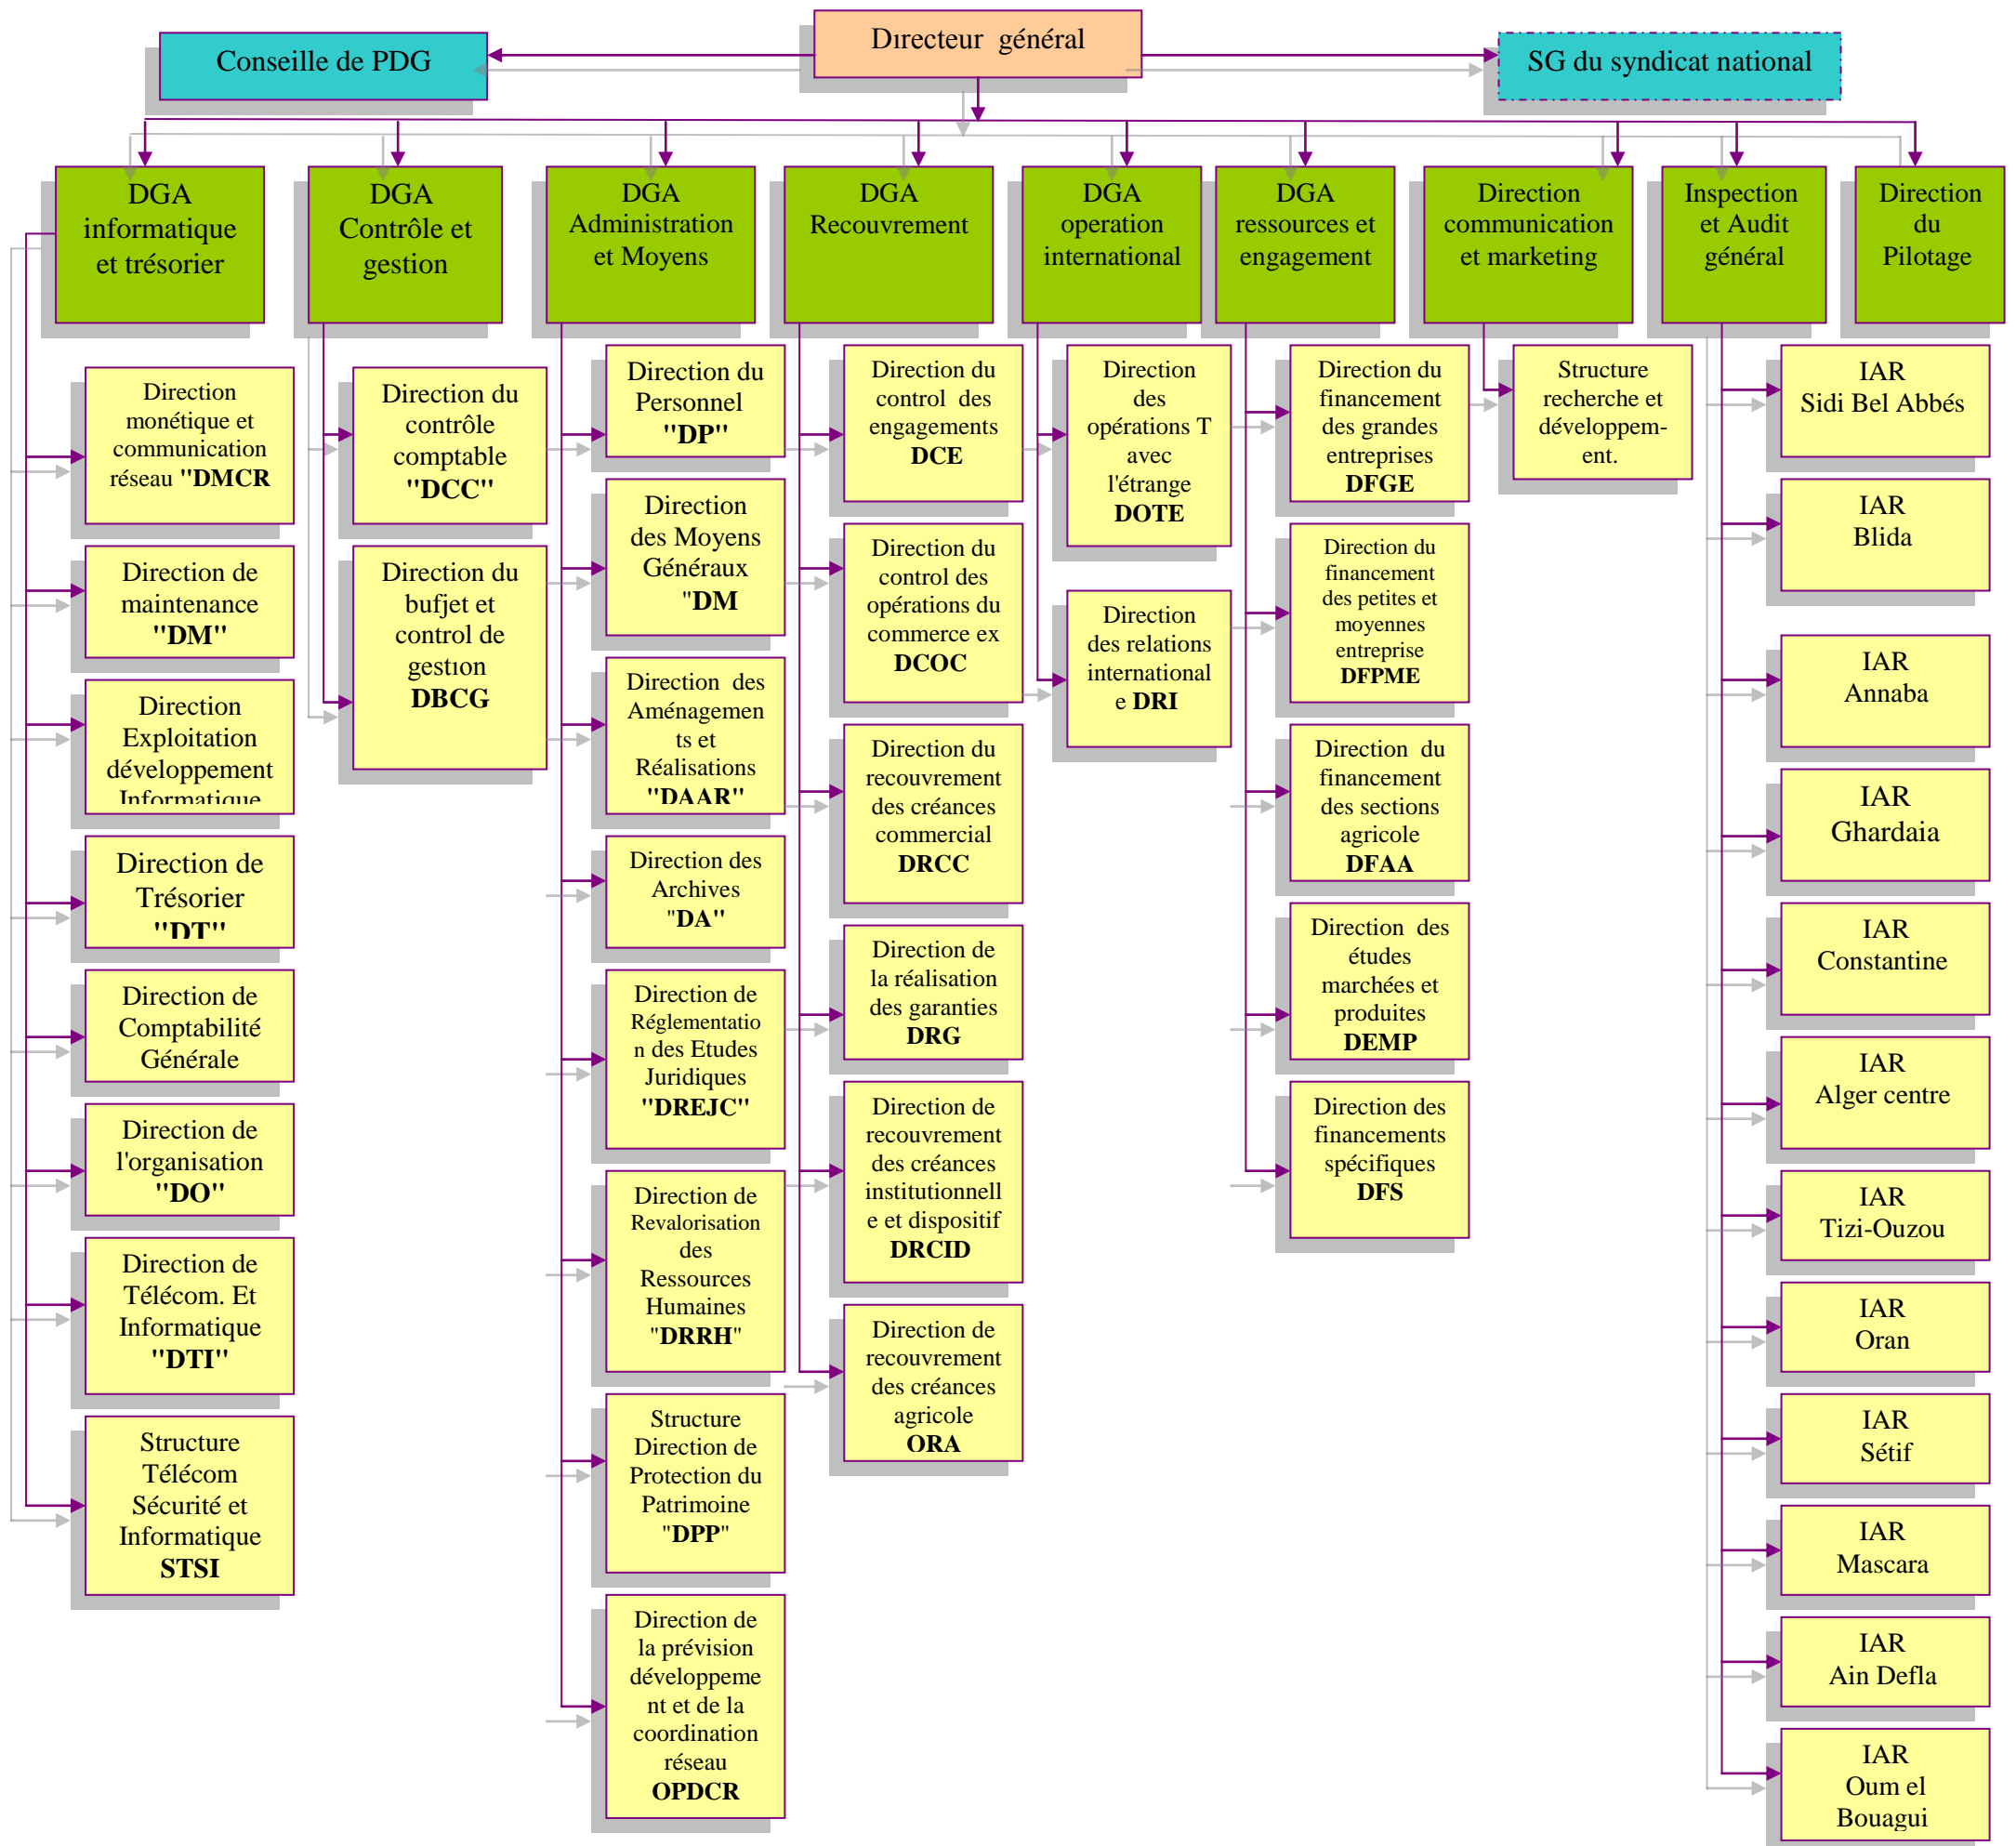 Directeur général
Conseille de PDG
SG du syndicat national
DGA
informatique
et trésorier
DGA
Contrôle et
gestion
DGA
Administration
et Moyens
DGA
Recouvrement
DGA
operation
international
DGA
ressources et
engagement
Direction
communication
et marketing
Inspection
et Audit
général
Direction
du
Pilotage
Direction
monétique et
communication
réseau "DMCR
Direction de
maintenance
"DM"
Direction
Exploitation
développement
Informatique
Direction de
Trésorier
"DT"
Direction de
Comptabilité
Générale
Direction de
l'organisation
"DO"
Direction de
Télécom. Et
Informatique
"DTI"
Structure
Télécom
Sécurité et
Informatique
STSI
Direction du
contrôle
comptable
"DCC"
Direction du
bufjet et
control de
gestion
DBCG
Direction du
Personnel
"DP"
Direction
des Moyens
Généraux
"DM
Direction des
Aménagemen
ts et
Réalisations
"DAAR"
Direction des
Archives
"DA"
Direction de
Réglementatio
n des Etudes
Juridiques
"DREJC"
Direction de
Revalorisation
des
Ressources
Humaines
"DRRH"
Structure
Direction de
Protection du
Patrimoine
"DPP"
Direction de
la prévision
développeme
nt et de la
coordination
réseau
OPDCR
Direction du
control des
engagements
DCE
Direction du
control des
opérations du
commerce ex
DCOC
Direction du
recouvrement
des créances
commercial
DRCC
Direction de
la réalisation
des garanties
DRG
Direction de
recouvrement
des créances
institutionnell
e et dispositif
DRCID
Direction de
recouvrement
des créances
agricole
ORA
Direction
des
opérations T
avec
l'étrange
DOTE
Direction
des relations
international
e DRI
Direction du
financement
des grandes
entreprises
DFGE
Direction du
financement
des petites et
moyennes
entreprise
DFPME
Direction du
financement
des sections
agricole
DFAA
Direction des
études
marchées et
produites
DEMP
Direction des
financements
spécifiques
DFS
Structure
recherche et
développem-
ent.
IAR
Sidi Bel Abbés
IAR
Blida
IAR
Annaba
IAR
Ghardaia
IAR
Constantine
IAR
Alger centre
IAR
Tizi-Ouzou
IAR
Oran
IAR
Sétif
IAR
Mascara
IAR
Ain Defla
IAR
Oum el
Bouagui